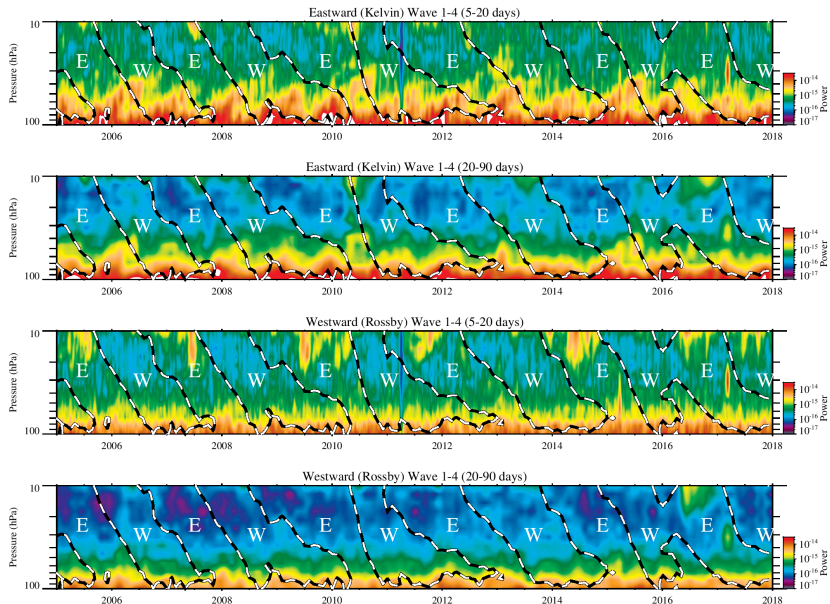 Eastward (Kelvin) Wave 1-4 (5-20 days)
10
Pressure (hPa)
E W E W E W E W E W E W
10-14
10-15
10-16
10-17
Power
100
2006 2008 2010 2012 2014 2016 2018
Eastward (Kelvin) Wave 1-4 (20-90 days)
10
Pressure (hPa)
E W E W E W E W E W E W
10-14
10-15
10-16
10-17
Power
100
2006 2008 2010 2012 2014 2016 2018
Westward (Rossby) Wave 1-4 (5-20 days)
10
Pressure (hPa)
E W E W E W E W E W E W
10-14
10-15
10-16
10-17
Power
100
2006 2008 2010 2012 2014 2016 2018
Westward (Rossby) Wave 1-4 (20-90 days)
10
Pressure (hPa)
E W E W E W E W E W E W
10-14
10-15
10-16
10-17
Power
100
2006 2008 2010 2012 2014 2016 2018